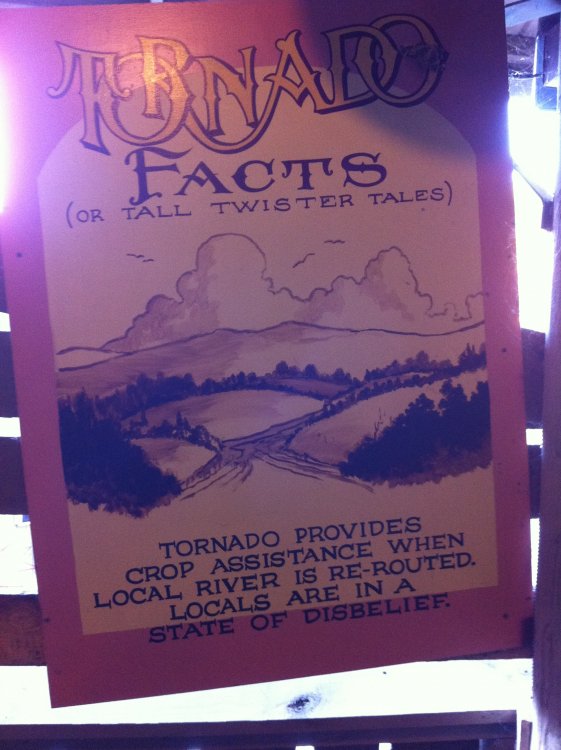 TORNADO
FACTS
(OR TALL TWISTER TALES)
TORNADO PROVIDES
CROP ASSISTANCE WHEN
LOCAL RIVER IS RE-ROUTED.
LOCALS ARE IN A
STATE OF DISBELIEF.